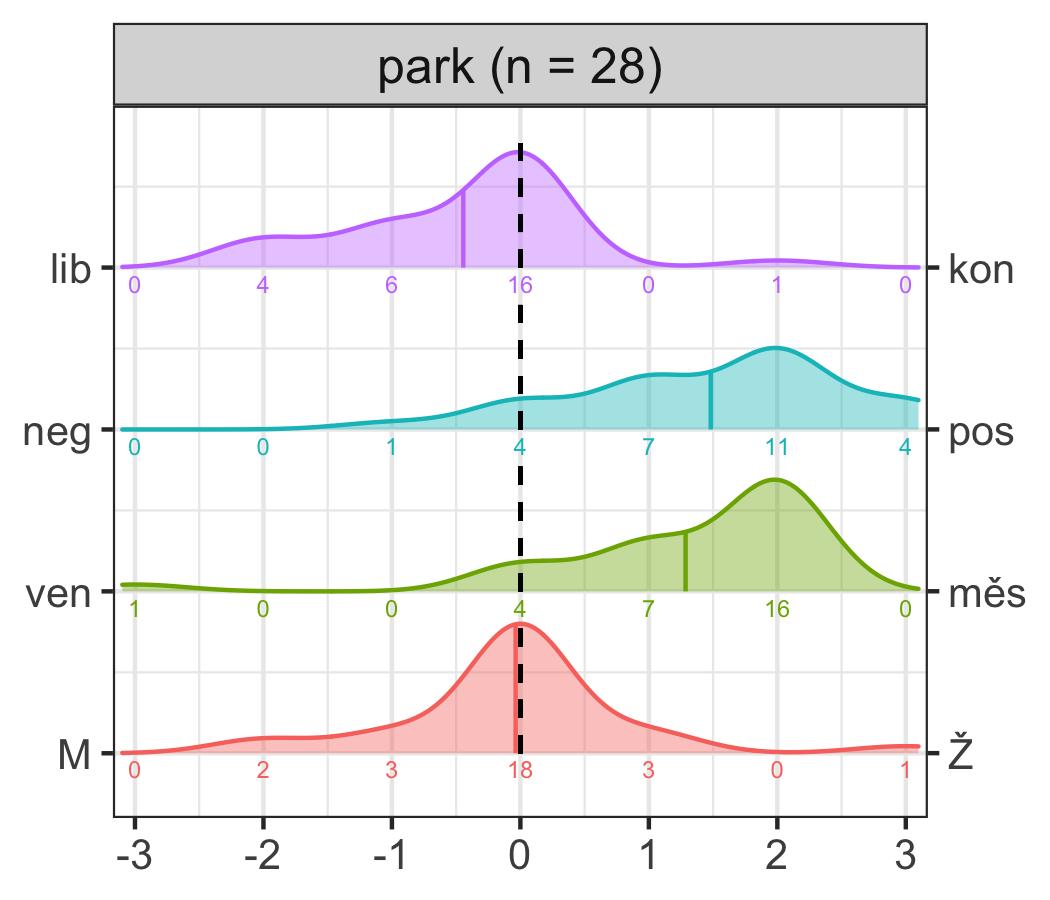 park (n = 28)
lib kon
0 4 6 16 0 1 0
neg pos
0 0 1 4 7 11 4
ven měs
1 0 0 4 7 16 0
M Ž
0 2 3 18 3 0 1
-3 -2 -1 0 1 2 3